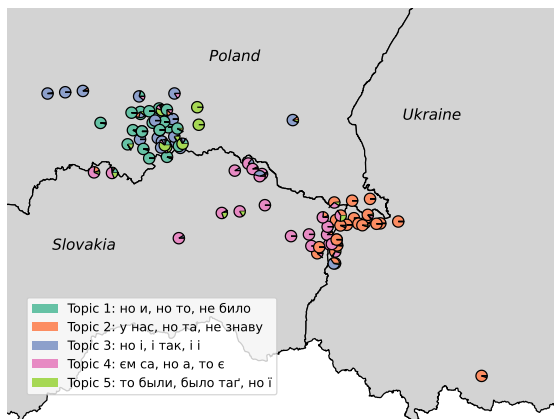 Poland
Ukraine
Slovakia
Topic 1: но и, но то, не било
Topic 2: у нас, но та, не знаву
Topic 3: но і, і так, і і
Topic 4: єм са, но а, то є
Topic 5: то были, было таґ, но ї